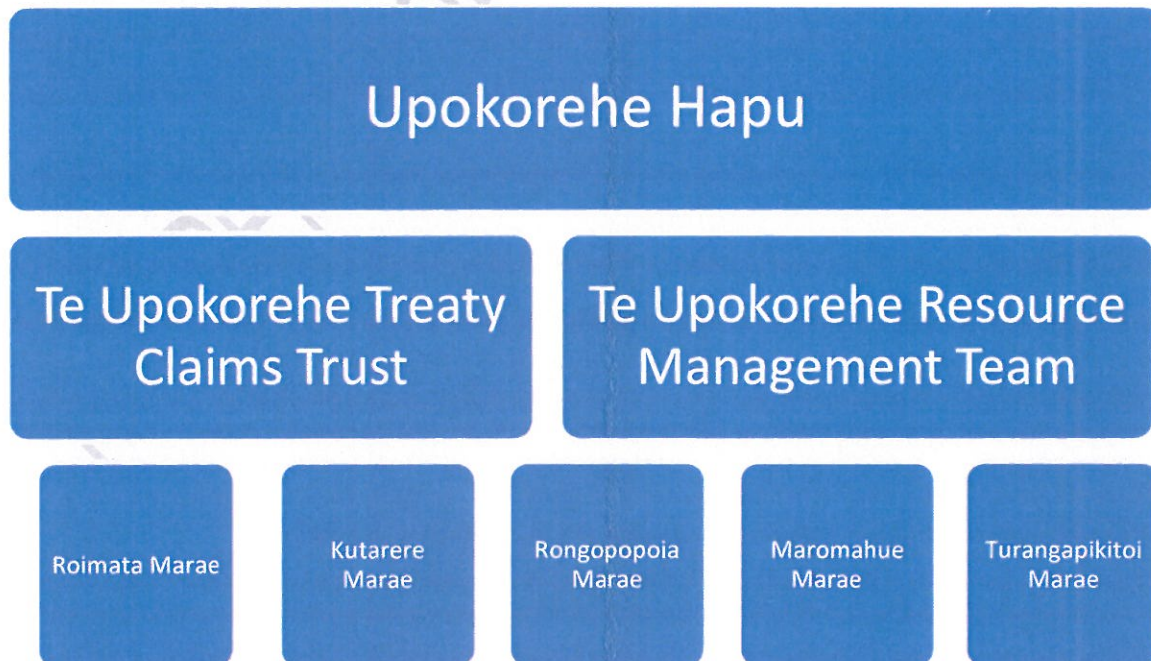 Upokorehe Hapu
Te Upokorehe Treaty
Claims Trust
Te Upokorehe Resource
Management Team
Roimata Marae
Kutarere
Marae
Rongopopoia
Marae
Maromahue
Marae
Turangapikitoi
Marae